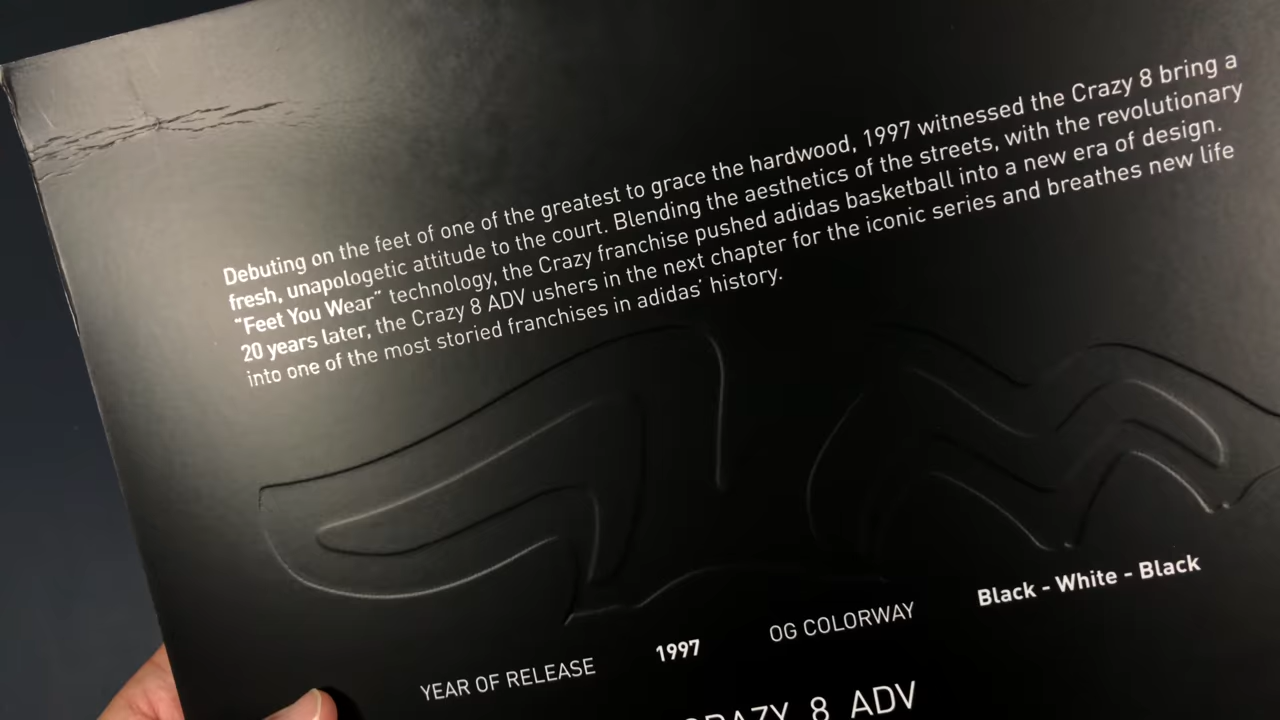 Debuting on the feet of one of the greatest to grace the hardwood, 1997 witnessed the Crazy 8 bring a
fresh, unapologetic attitude to the court. Blending the aesthetics of the streets, with the revolutionary
“Feet You Wear” technology, the Crazy franchise pushed adidas basketball into a new era of design.
20 years later, the Crazy 8 ADV ushers in the next chapter for the iconic series and breathes new life
into one of the most storied franchises in adidas’ history.
YEAR OF RELEASE 1997 OG COLORWAY Black - White - Black
CRAZY 8 ADV